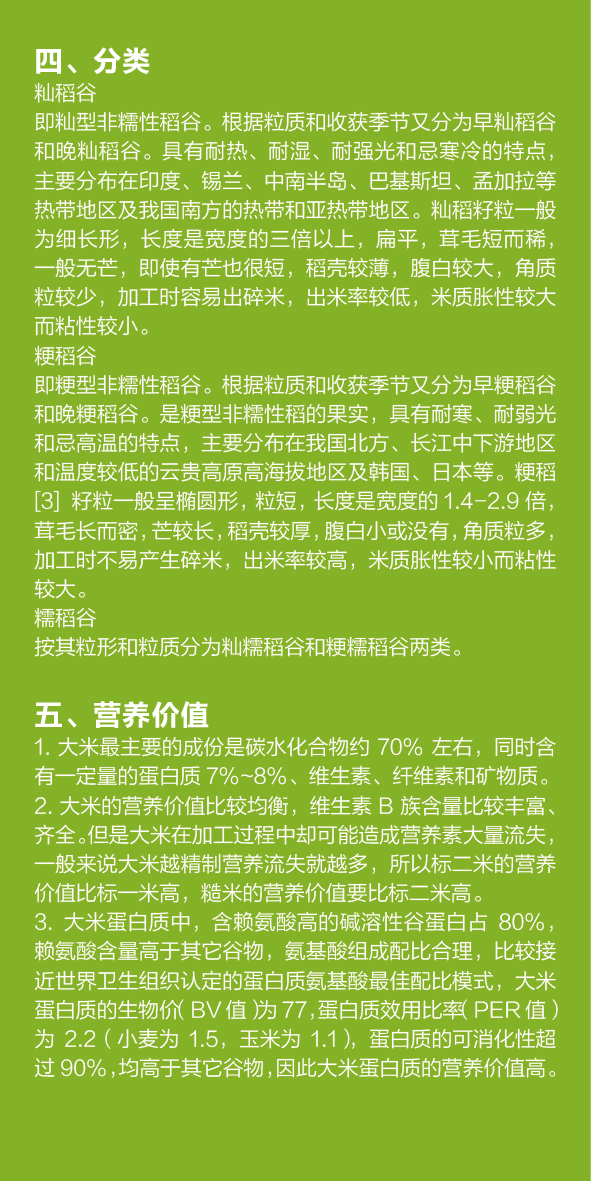 四、分类
籼稻谷
即籼型非糯性稻谷。根据粒质和收获季节又分为早籼稻谷
和晚籼稻谷。具有耐热、耐湿、耐强光和忌寒冷的特点，
主要分布在印度、锡兰、中南半岛、巴基斯坦、孟加拉等
热带地区及我国南方的热带和亚热带地区。籼稻籽粒一般
为细长形，长度是宽度的三倍以上，扁平，茸毛短而稀，
一般无芒，即使有芒也很短，稻壳较薄，腹白较大，角质
粒较少，加工时容易出碎米，出米率较低，米质胀性较大
而粘性较小。
粳稻谷
即粳型非糯性稻谷。根据粒质和收获季节又分为早粳稻谷
和晚粳稻谷。是粳型非糯性稻的果实，具有耐寒、耐弱光
和忌高温的特点，主要分布在我国北方、长江中下游地区
和温度较低的云贵高原高海拔地区及韩国、日本等。粳稻
[3] 籽粒一般呈椭圆形，粒短，长度是宽度的1.4-2.9倍，
茸毛长而密，芒较长，稻壳较厚，腹白小或没有，角质粒多，
加工时不易产生碎米，出米率较高，米质胀性较小而粘性
较大。
糯稻谷
按其粒形和粒质分为籼糯稻谷和粳糯稻谷两类。
五、营养价值
1. 大米最主要的成份是碳水化合物约 70% 左右，同时含
有一定量的蛋白质 7%~8%、维生素、纤维素和矿物质。
2. 大米的营养价值比较均衡，维生素 B 族含量比较丰富、
齐全。但是大米在加工过程中却可能造成营养素大量流失，
一般来说大米越精制营养流失就越多，所以标二米的营养
价值比标一米高，糙米的营养价值要比标二米高。
3. 大米蛋白质中，含赖氨酸高的碱溶性谷蛋白占 80%，
赖氨酸含量高于其它谷物，氨基酸组成配比合理，比较接
近世界卫生组织认定的蛋白质氨基酸最佳配比模式，大米
蛋白质的生物价（BV值）为77，蛋白质效用比率（PER值）
为 2.2（小麦为 1.5，玉米为 1.1），蛋白质的可消化性超
过90%，均高于其它谷物，因此大米蛋白质的营养价值高。